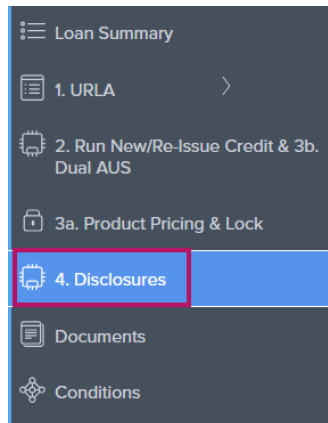 Loan Summary
1. URLA
2. Run New/Re-Issue Credit & 3b.
Dual AUS
3a. Product Pricing & Lock
4. Disclosures
Documents
Conditions